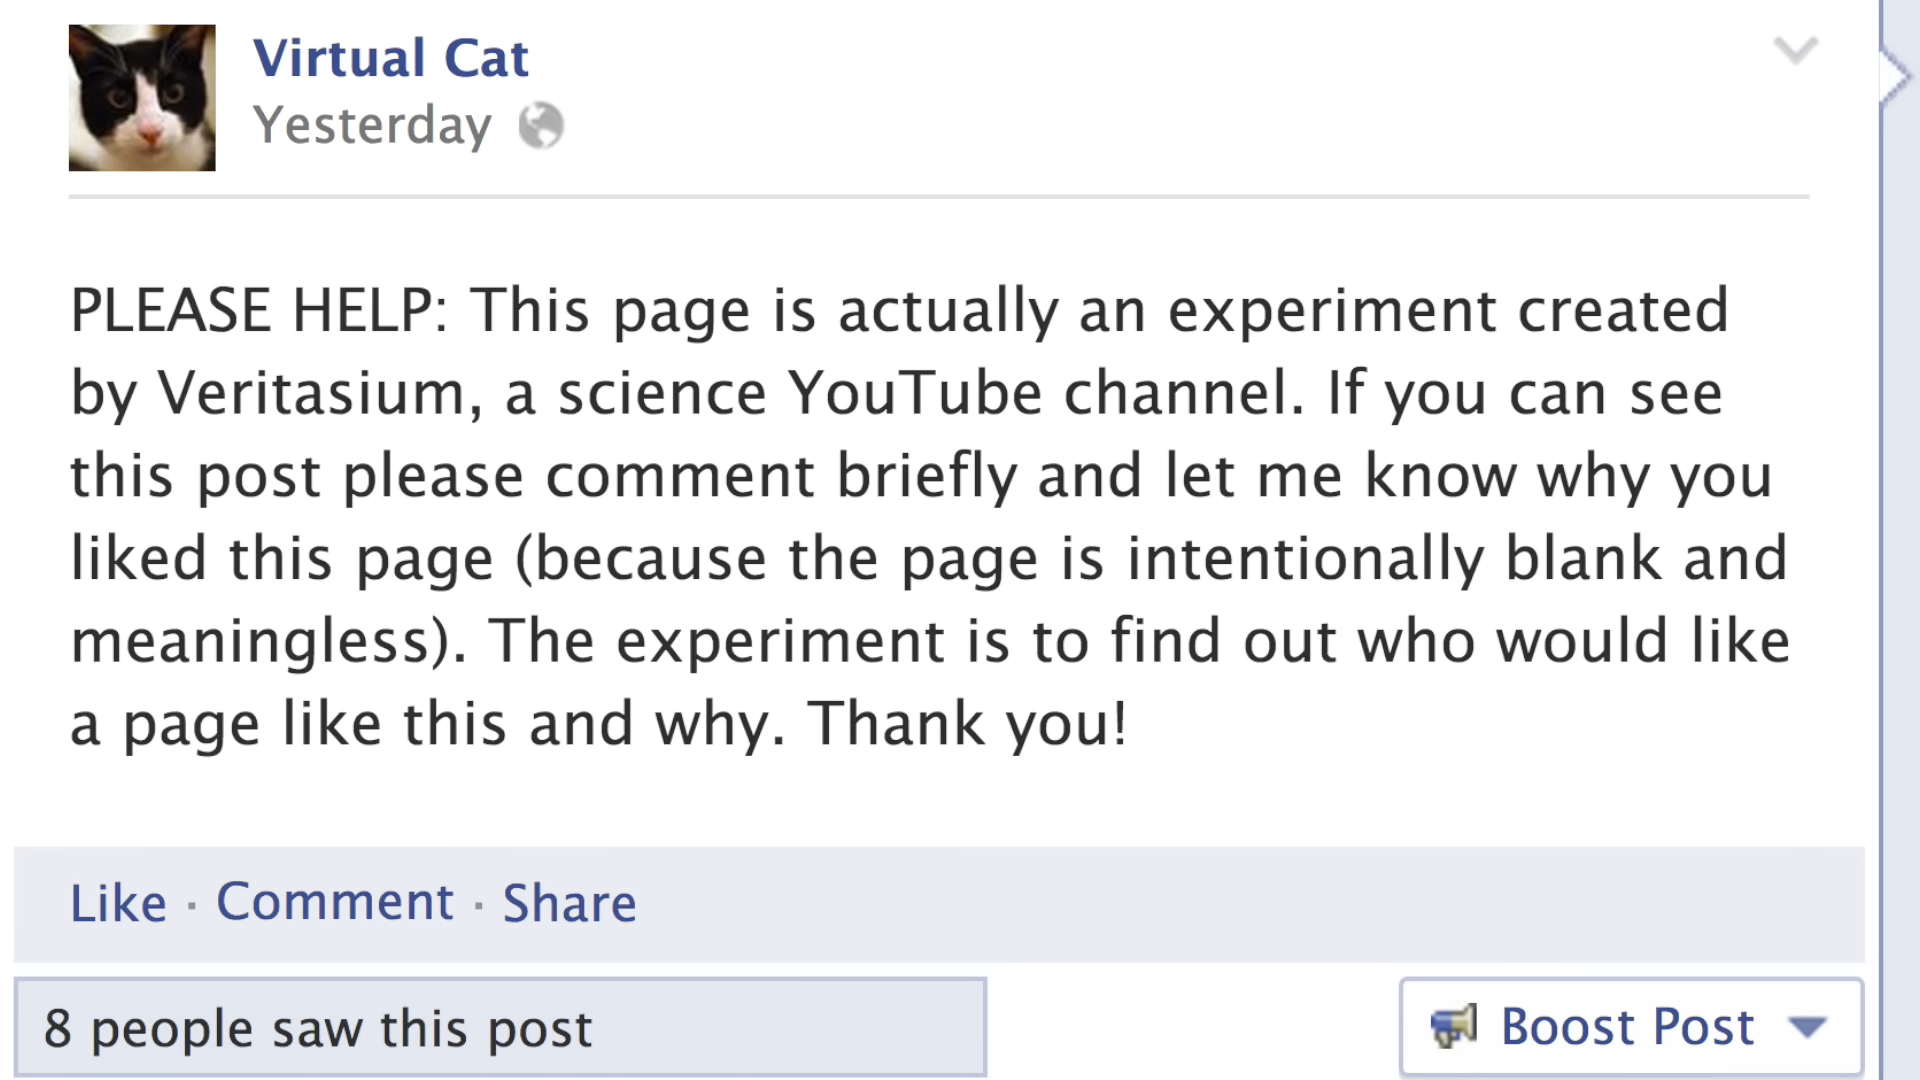 Virtual Cat
Yesterday
PLEASE HELP: This page is actually an experiment created
by Veritasium, a science YouTube channel. If you can see
this post please comment briefly and let me know why you
liked this page (because the page is intentionally blank and
meaningless). The experiment is to find out who would like
a page like this and why. Thank you!
Like · Comment · Share
8 people saw this post
Boost Post